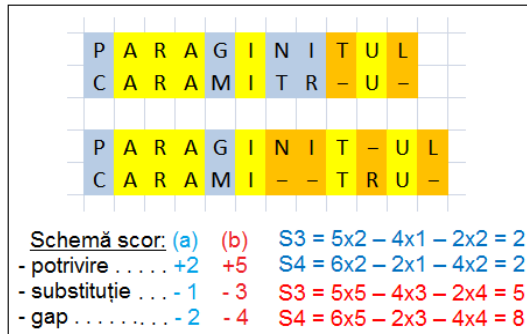 P A R A G I N I T U L
C A R A M I T R – U –
P A R A G I N I T – U L
C A R A M I – – T R U –
Schemă scor: (a) (b) S3 = 5x2 – 4x1 – 2x2 = 2
- potrivire . . . . . +2 +5 S4 = 6x2 – 2x1 – 4x2 = 2
- substituție . . . - 1 - 3 S3 = 5x5 – 4x3 – 2x4 = 5
- gap . . . . . . . - 2 - 4 S4 = 6x5 – 2x3 – 4x4 = 8